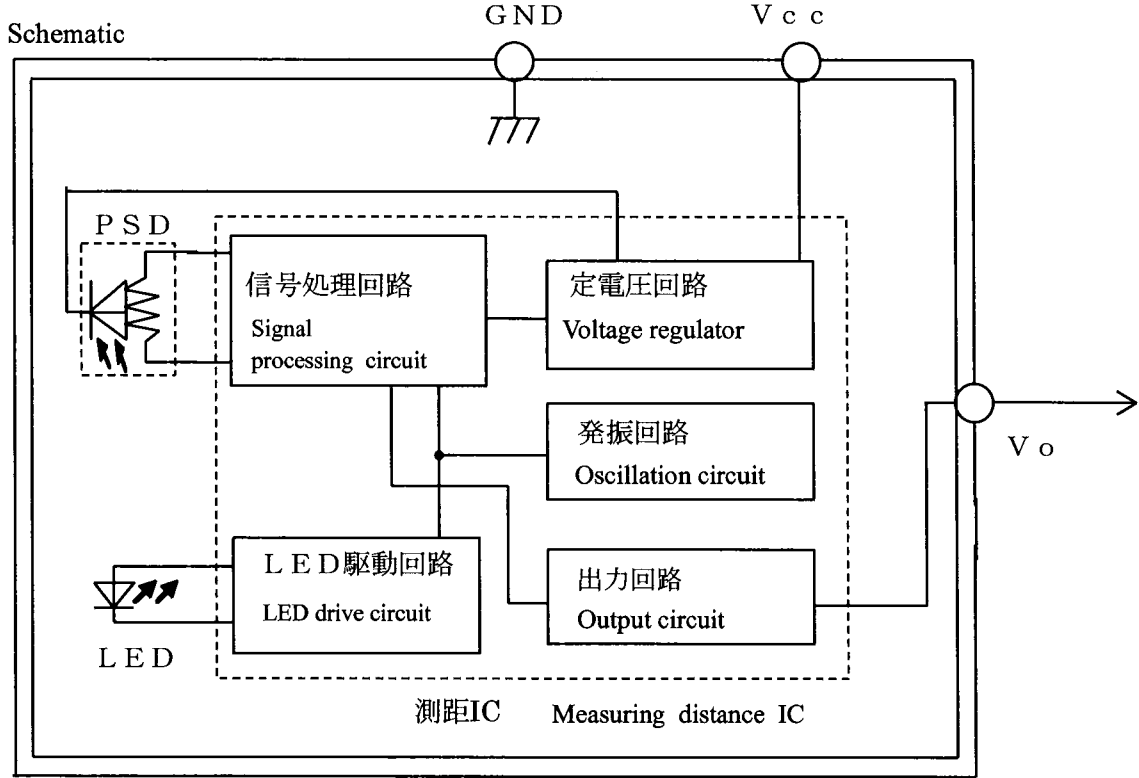 Schematic
GND
Vcc
PSD
信号処理回路
Signal
processing circuit
定電圧回路
Voltage regulator
発振回路
Oscillation circuit
Vo
LED駆動回路
LED drive circuit
出力回路
Output circuit
LED
測距IC Measuring distance IC